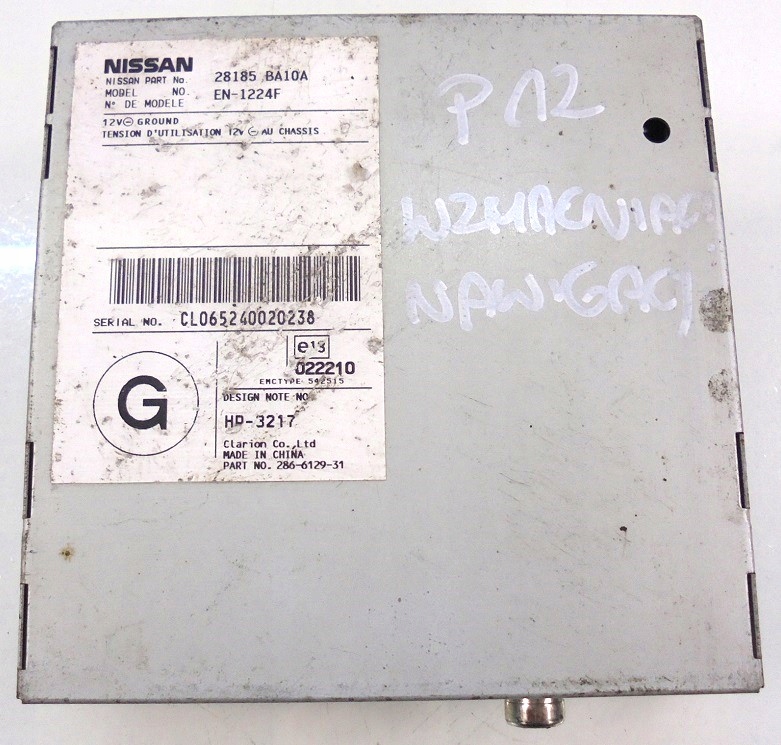 NISSAN
NISSAN PART No. 28185 BA10A
MODEL NO. EN-1224F
N° DE MODELE
12V⊖ GROUND
TENSION D'UTILISATION 12V ⊖ AU CHASSIS
SERIAL NO. CL065240020238
e13
022210
EMCTYPE 542515
G
DESIGN NOTE NO
HP-3217
Clarion Co.,Ltd
MADE IN CHINA
PART NO. 286-6129-31
P12
WZMACNIACZ
NAWIGACJ